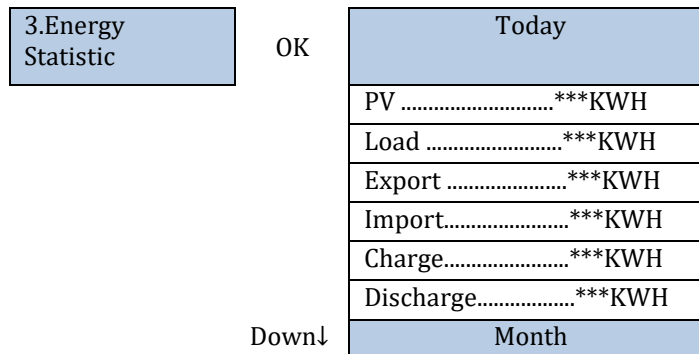 3.Energy
Statistic
OK
Today
PV ............................***KWH
Load .........................***KWH
Export ......................***KWH
Import.......................***KWH
Charge.......................***KWH
Discharge..................***KWH
Down↓
Month